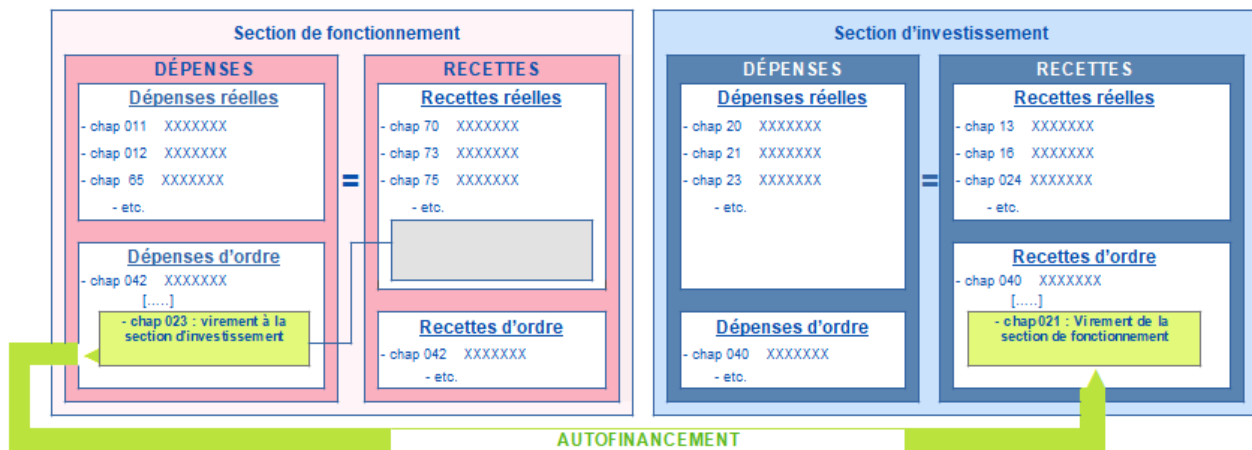 Section de fonctionnement
DÉPENSES
Dépenses réelles
- chap 011 XXXXXXX
- chap 012 XXXXXXX
- chap 65 XXXXXXX
- etc.
Dépenses d'ordre
- chap 042 XXXXXXX
[.....]
- chap 023 : virement à la
section d'investissement
=
RECETTES
Recettes réelles
- chap 70 XXXXXXX
- chap 73 XXXXXXX
- chap 75 XXXXXXX
- etc.
Recettes d'ordre
- chap 042 XXXXXXX
- etc.
Section d'investissement
DÉPENSES
Dépenses réelles
- chap 20 XXXXXXX
- chap 21 XXXXXXX
- chap 23 XXXXXXX
- etc.
Dépenses d'ordre
- chap 040 XXXXXXX
- etc.
=
RECETTES
Recettes réelles
- chap 13 XXXXXXX
- chap 16 XXXXXXX
- chap 024 XXXXXXX
- etc.
Recettes d'ordre
- chap 040 XXXXXXX
[.....]
- chap 021 : Virement de la
section de fonctionnement
AUTOFINANCEMENT